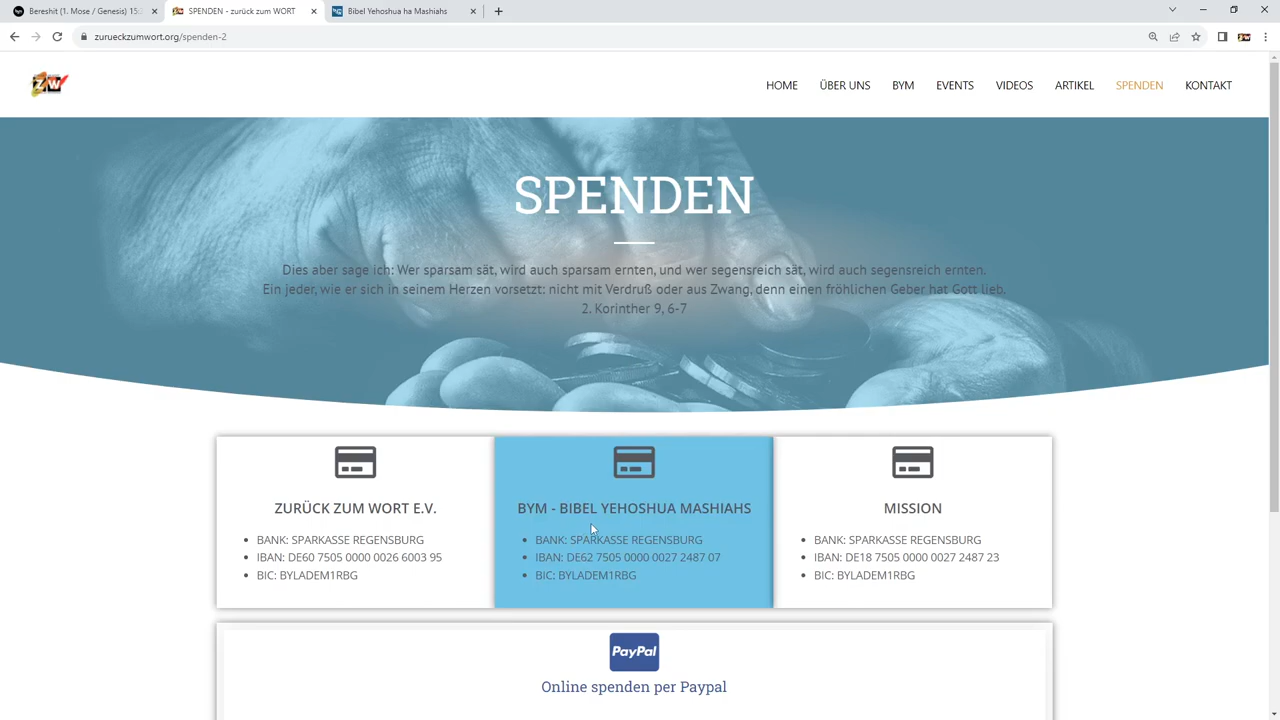 Bereshit (1. Mose / Genesis) 15:
SPENDEN - zurück zum WORT
Bibel Yehoshua ha Mashiahs
zurueckzumwort.org/spenden-2
ZW
HOME
ÜBER UNS
BYM
EVENTS
VIDEOS
ARTIKEL
SPENDEN
KONTAKT
SPENDEN
Dies aber sage ich: Wer sparsam sät, wird auch sparsam ernten, und wer segensreich sät, wird auch segensreich ernten.
Ein jeder, wie er sich in seinem Herzen vorsetzt: nicht mit Verdruß oder aus Zwang, denn einen fröhlichen Geber hat Gott lieb.
2. Korinther 9, 6-7
ZURÜCK ZUM WORT E.V.
BANK: SPARKASSE REGENSBURG
IBAN: DE60 7505 0000 0026 6003 95
BIC: BYLADEM1RBG
BYM - BIBEL YEHOSHUA MASHIAHS
BANK: SPARKASSE REGENSBURG
IBAN: DE62 7505 0000 0027 2487 07
BIC: BYLADEM1RBG
MISSION
BANK: SPARKASSE REGENSBURG
IBAN: DE18 7505 0000 0027 2487 23
BIC: BYLADEM1RBG
PayPal
Online spenden per Paypal